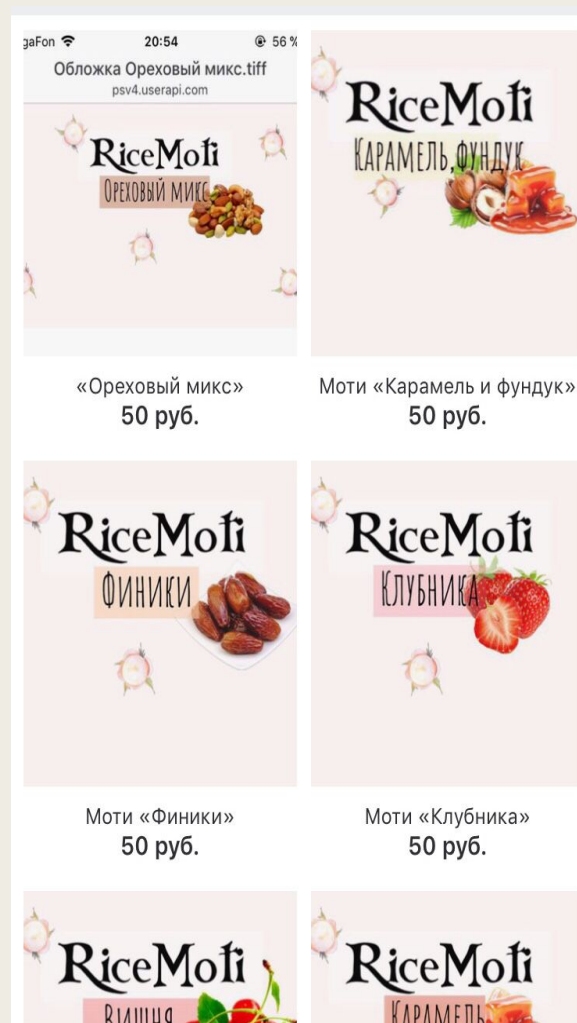 gaFon 20:54 56 %
Обложка Ореховый микс.tiff
psv4.userapi.com
RiceMoti
Ореховый микс
RiceMoti
Карамель,фундук
«Ореховый микс»
50 руб.
Моти «Карамель и фундук»
50 руб.
RiceMoti
Финики
RiceMoti
Клубника
Моти «Финики»
50 руб.
Моти «Клубника»
50 руб.
RiceMoti
Вишня
RiceMoti
Карамель